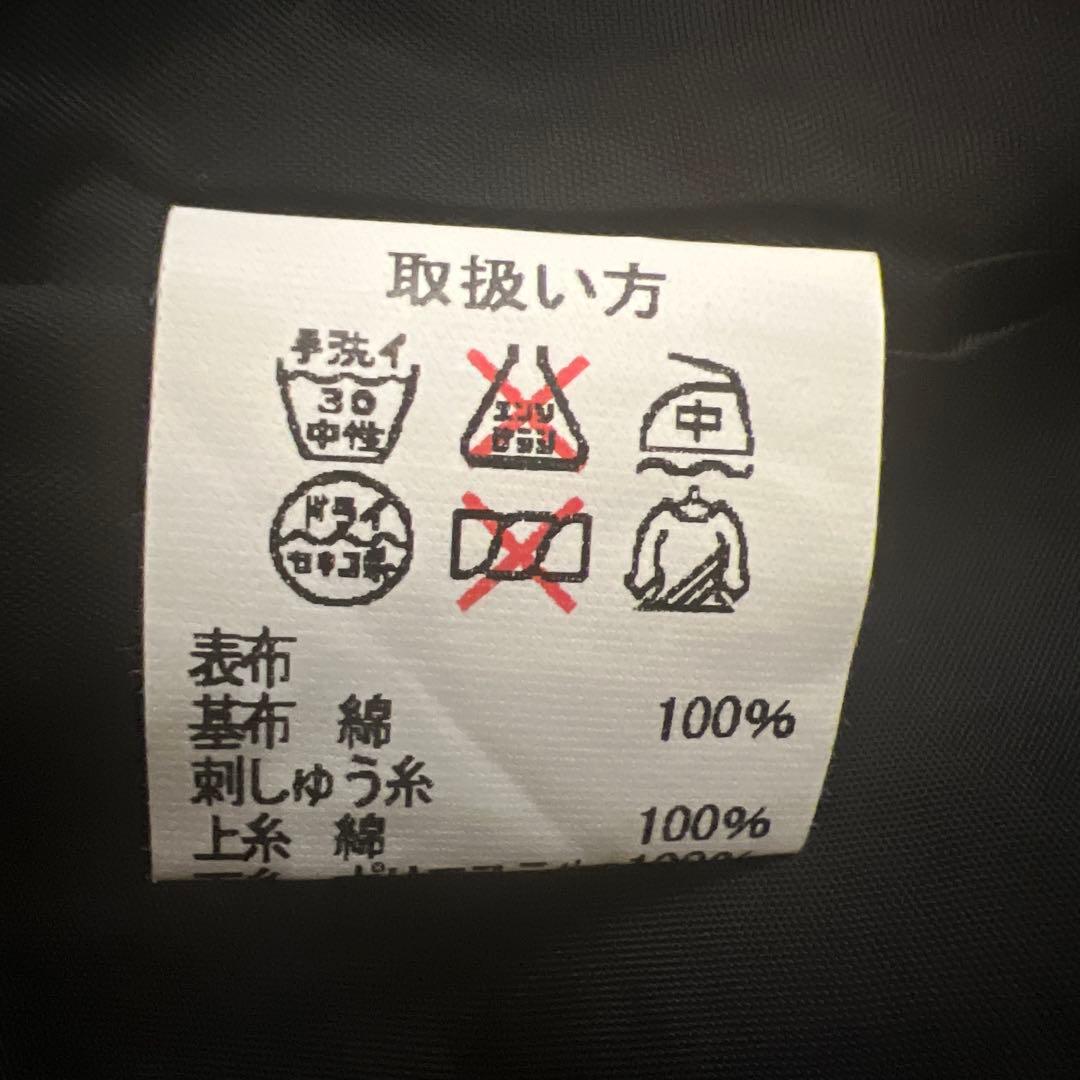 取扱い方
手洗イ
30
中性
エンソ
サラシ
中
ドライ
セキユ系
表布
基布 綿 100%
刺しゅう糸
上糸 綿 100%